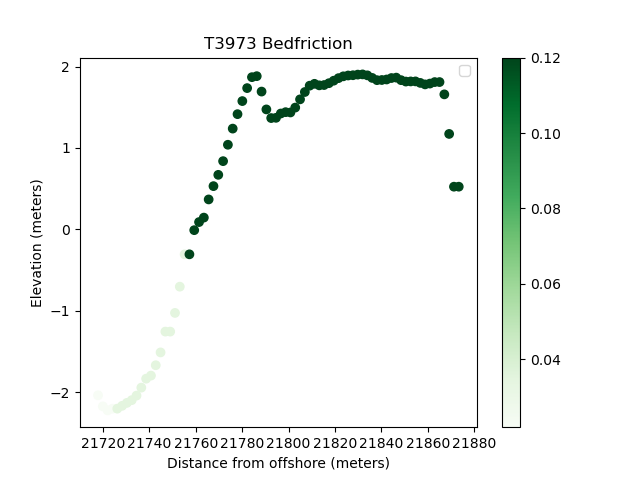 T3973 Bedfriction
2
1
0
−1
−2
Elevation (meters)
21720 21740 21760 21780 21800 21820 21840 21860 21880
Distance from offshore (meters)
0.12
0.10
0.08
0.06
0.04